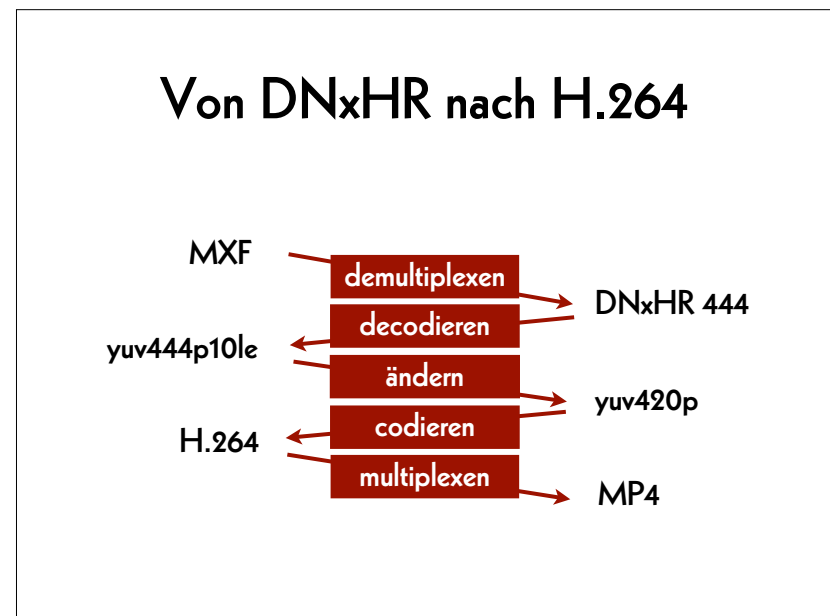 Von DNxHR nach H.264
MXF
demultiplexen
DNxHR 444
decodieren
yuv444p10le
ändern
yuv420p
codieren
H.264
multiplexen
MP4